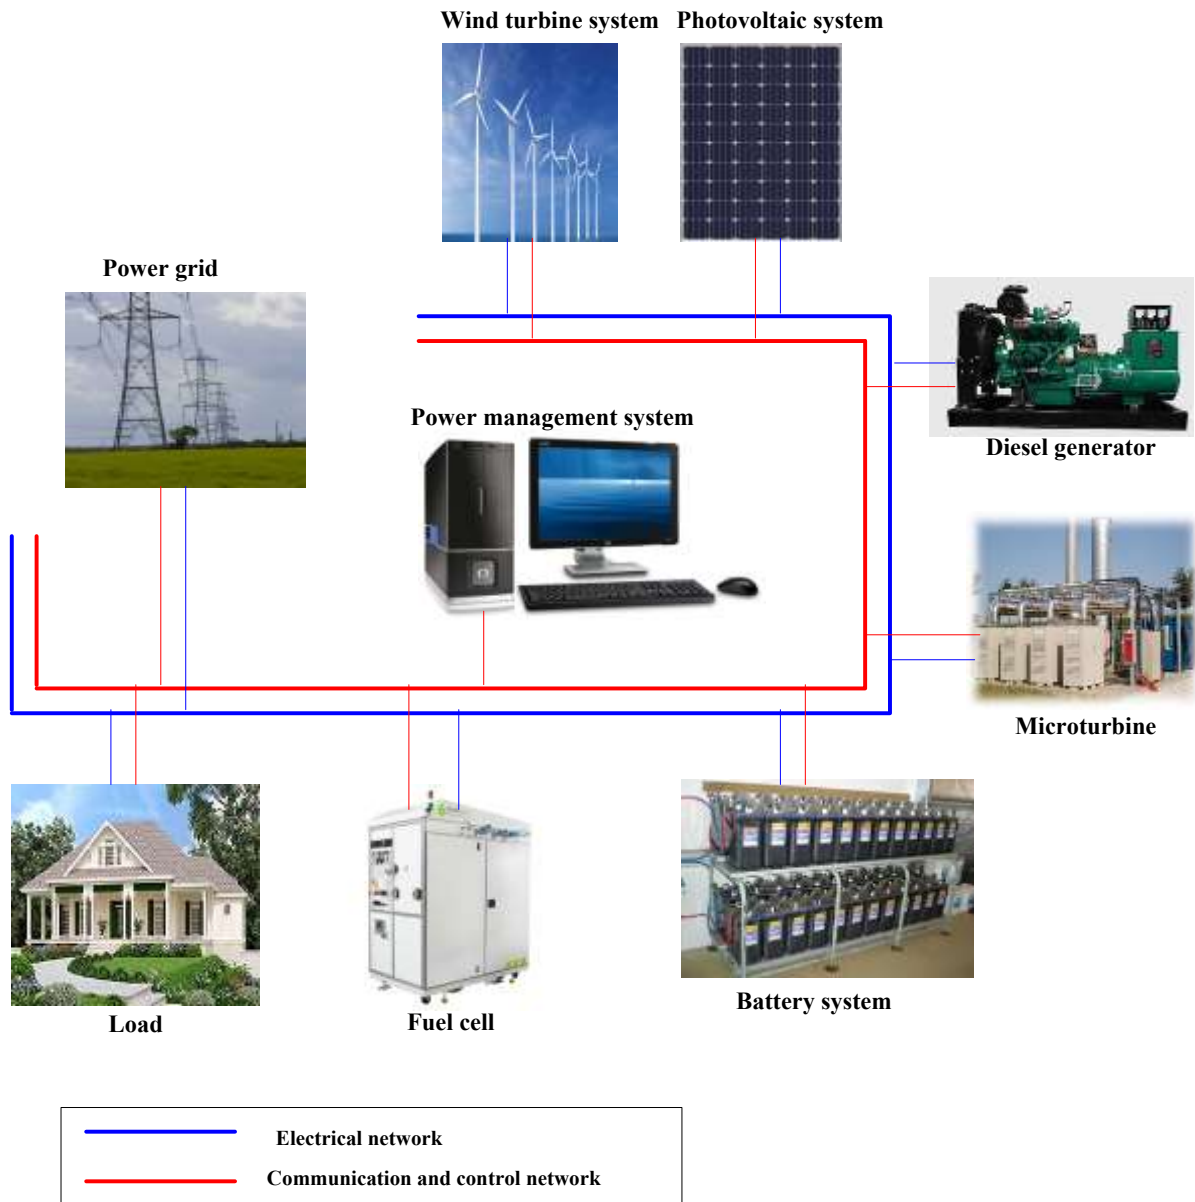 Wind turbine system
Photovoltaic system
Power grid
Power management system
Diesel generator
Microturbine
Load
Fuel cell
Battery system
Electrical network
Communication and control network